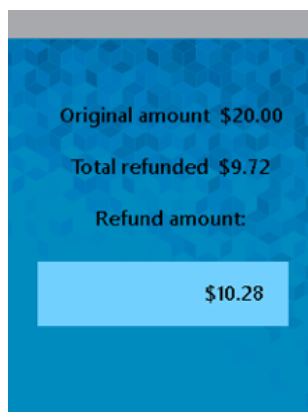 Original amount $20.00
Total refunded $9.72
Refund amount:
$10.28